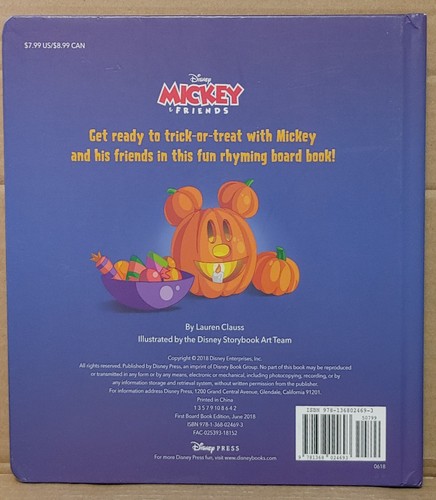 $7.99 US/$8.99 CAN
Disney
MICKEY
& FRIENDS
Get ready to trick-or-treat with Mickey
and his friends in this fun rhyming board book!
By Lauren Clauss
Illustrated by the Disney Storybook Art Team
Copyright © 2018 Disney Enterprises, Inc.
All rights reserved. Published by Disney Press, an imprint of Disney Book Group. No part of this book may be reproduced
or transmitted in any form or by any means, electronic or mechanical, including photocopying, recording, or by
any information storage and retrieval system, without written permission from the publisher.
For information address Disney Press, 1200 Grand Central Avenue, Glendale, California 91201.
Printed in China
1 3 5 7 9 10 8 6 4 2
First Board Book Edition, June 2018
ISBN 978-1-368-02469-3
FAC 025393-18152
Disney PRESS
For more Disney Press fun, visit www.disneybooks.com
ISBN 978-136802469-3
50799
9 781368 024693
0618